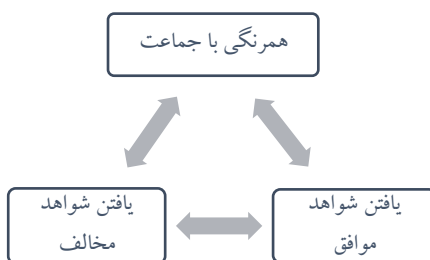 همرنگی با جماعت
یافتن شواهد
موافق
یافتن شواهد
مخالف